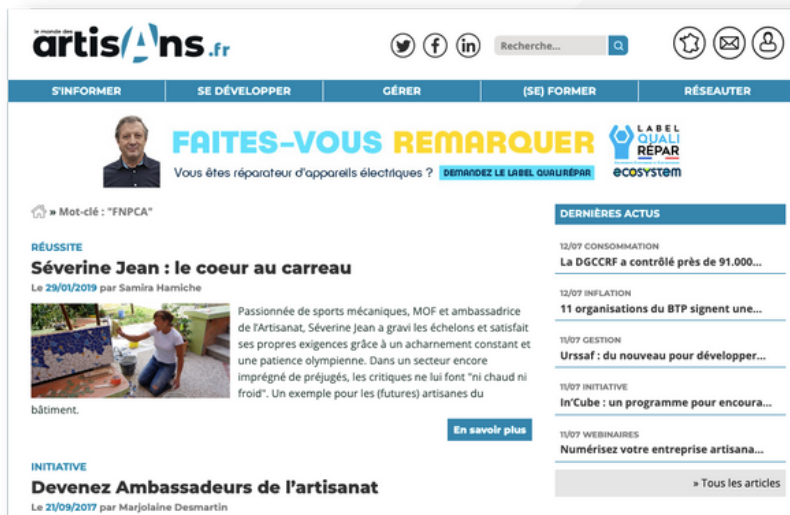 le monde des
artisAns.fr
Recherche...
S'INFORMER
SE DÉVELOPPER
GÉRER
(SE) FORMER
RÉSEAUTER
FAITES-VOUS REMARQUER
Vous êtes réparateur d'appareils électriques ? DEMANDEZ LE LABEL QUALIRÉPAR
LABEL
QUALI
RÉPAR
ecosystem
» Mot-clé : "FNPCA"
RÉUSSITE
Séverine Jean : le coeur au carreau
Le 29/01/2019 par Samira Hamiche
Passionnée de sports mécaniques, MOF et ambassadrice
de l'Artisanat, Séverine Jean a gravi les échelons et satisfait
ses propres exigences grâce à un acharnement constant et
une patience olympienne. Dans un secteur encore
imprégné de préjugés, les critiques ne lui font "ni chaud ni
froid". Un exemple pour les (futures) artisanes du
bâtiment.
En savoir plus
INITIATIVE
Devenez Ambassadeurs de l'artisanat
Le 21/09/2017 par Marjolaine Desmartin
DERNIÈRES ACTUS
12/07 CONSOMMATION
La DGCCRF a contrôlé près de 91.000...
12/07 INFLATION
11 organisations du BTP signent une...
11/07 GESTION
Urssaf : du nouveau pour développer...
11/07 INITIATIVE
In'Cube : un programme pour encoura...
11/07 WEBINAIRES
Numérisez votre entreprise artisana...
» Tous les articles